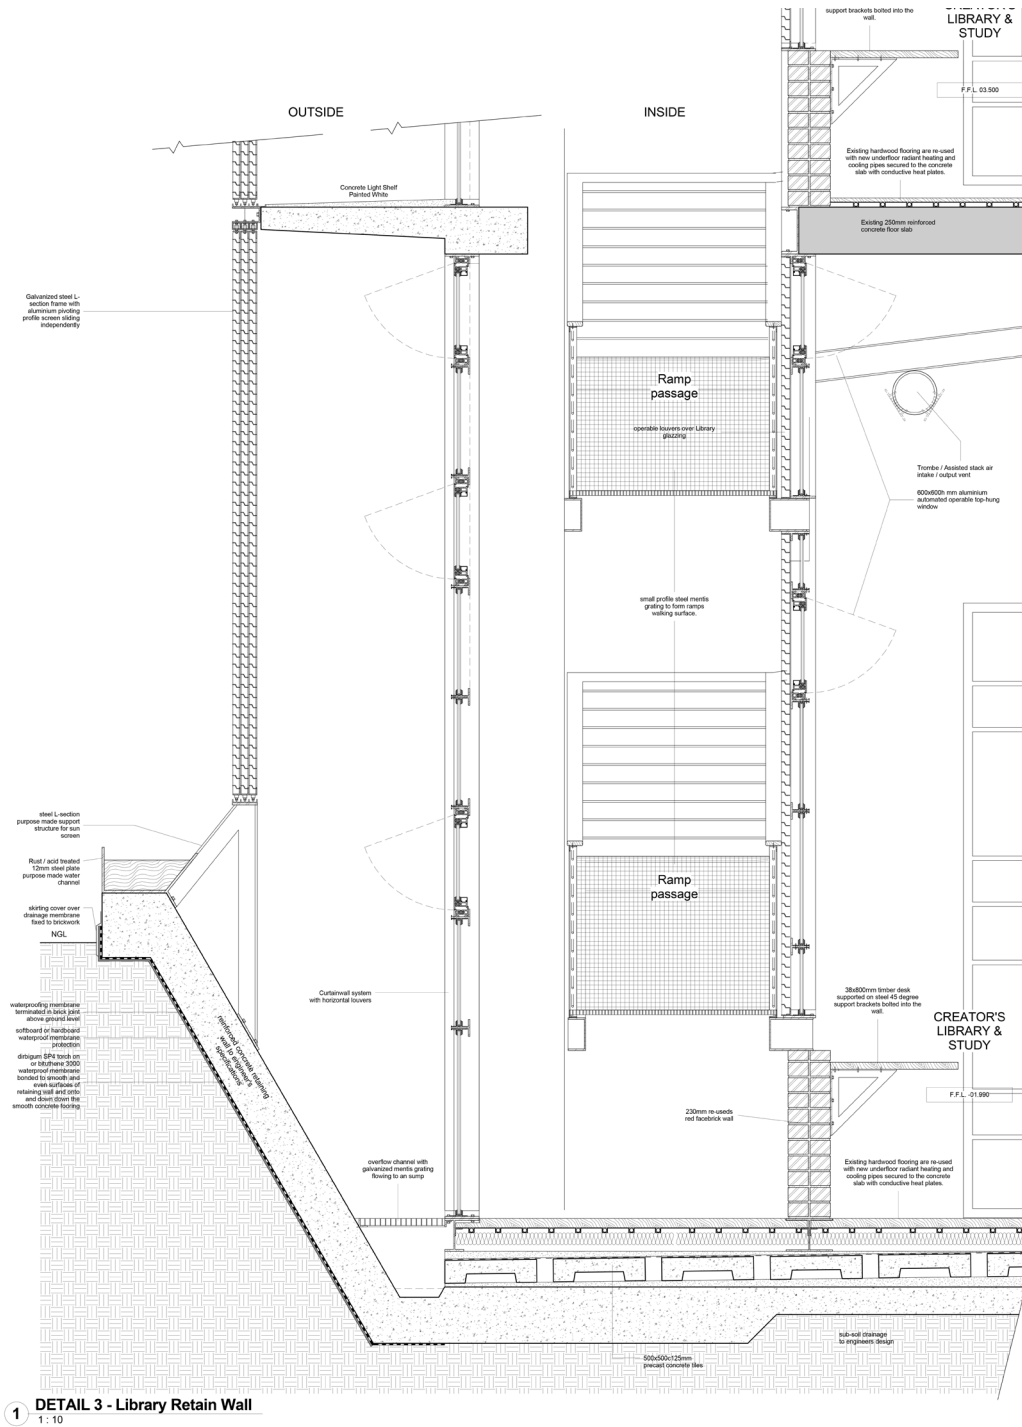 support brackets bolted into the
wall.
CREATOR'S
LIBRARY &
STUDY
F.F.L. 03.500
OUTSIDE
INSIDE
Existing hardwood flooring are re-used
with new underfloor radiant heating and
cooling pipes secured to the concrete
slab with conductive heat plates.
Concrete Light Shelf
Painted White
Existing 250mm reinforced
concrete floor slab
Galvanized steel L-
section frame with
aluminium pivoting
profile screen sliding
independently
Ramp
passage
operable louvers over Library
glazzing
Trombe / Assisted stack air
intake / output vent
600x600h mm aluminium
automated operable top-hung
window
small profile steel mentis
grating to form ramps
walking surface.
steel L-section
purpose made support
structure for sun
screen
Rust / acid treated
12mm steel plate
purpose made water
channel
skirting cover over
drainage membrane
fixed to brickwork
NGL
Ramp
passage
Curtainwall system
with horizontal louvers
38x800mm timber desk
supported on steel 45 degree
support brackets bolted into the
wall.
CREATOR'S
LIBRARY &
STUDY
F.F.L. -01.990
waterproofing membrane
terminated in brick joint
above ground level
softboard or hardboard
waterproof membrane
protection
dirbigum SP4 torch on
or bituthene 3000
waterproof membrane
bonded to smooth and
even surfaces of
retaining wall and onto
and down down the
smooth concrete fooring
reinforced concrete retaining
wall to engineer's
specifications
230mm re-useds
red facebrick wall
overflow channel with
galvanized mentis grating
flowing to an sump
Existing hardwood flooring are re-used
with new underfloor radiant heating and
cooling pipes secured to the concrete
slab with conductive heat plates.
sub-soil drainage
to engineers design
500x500c125mm
precast concrete tiles
1
DETAIL 3 - Library Retain Wall
1 : 10